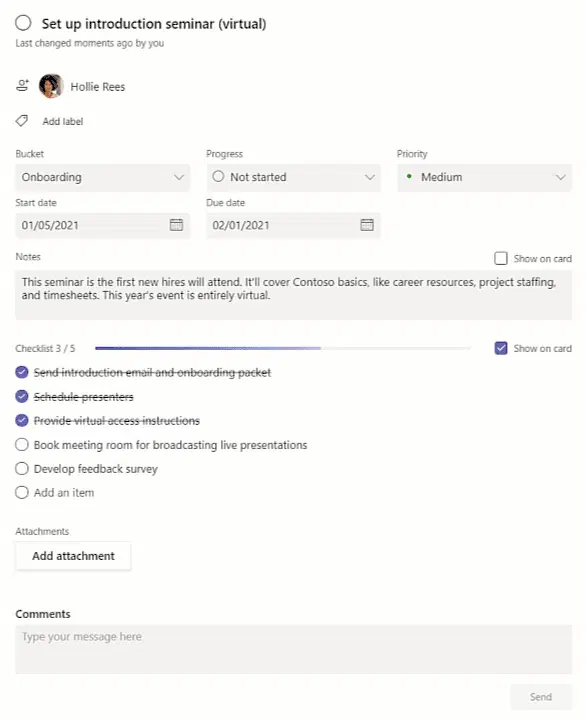 Set up introduction seminar (virtual)
Last changed moments ago by you
Hollie Rees
Add label
Bucket
Progress
Priority
Onboarding
Not started
Medium
Start date
Due date
01/05/2021
02/01/2021
Notes
Show on card
This seminar is the first new hires will attend. It'll cover Contoso basics, like career resources, project staffing,
and timesheets. This year's event is entirely virtual.
Checklist 3 / 5
Show on card
Send introduction email and onboarding packet
Schedule presenters
Provide virtual access instructions
Book meeting room for broadcasting live presentations
Develop feedback survey
Add an item
Attachments
Add attachment
Comments
Type your message here
Send